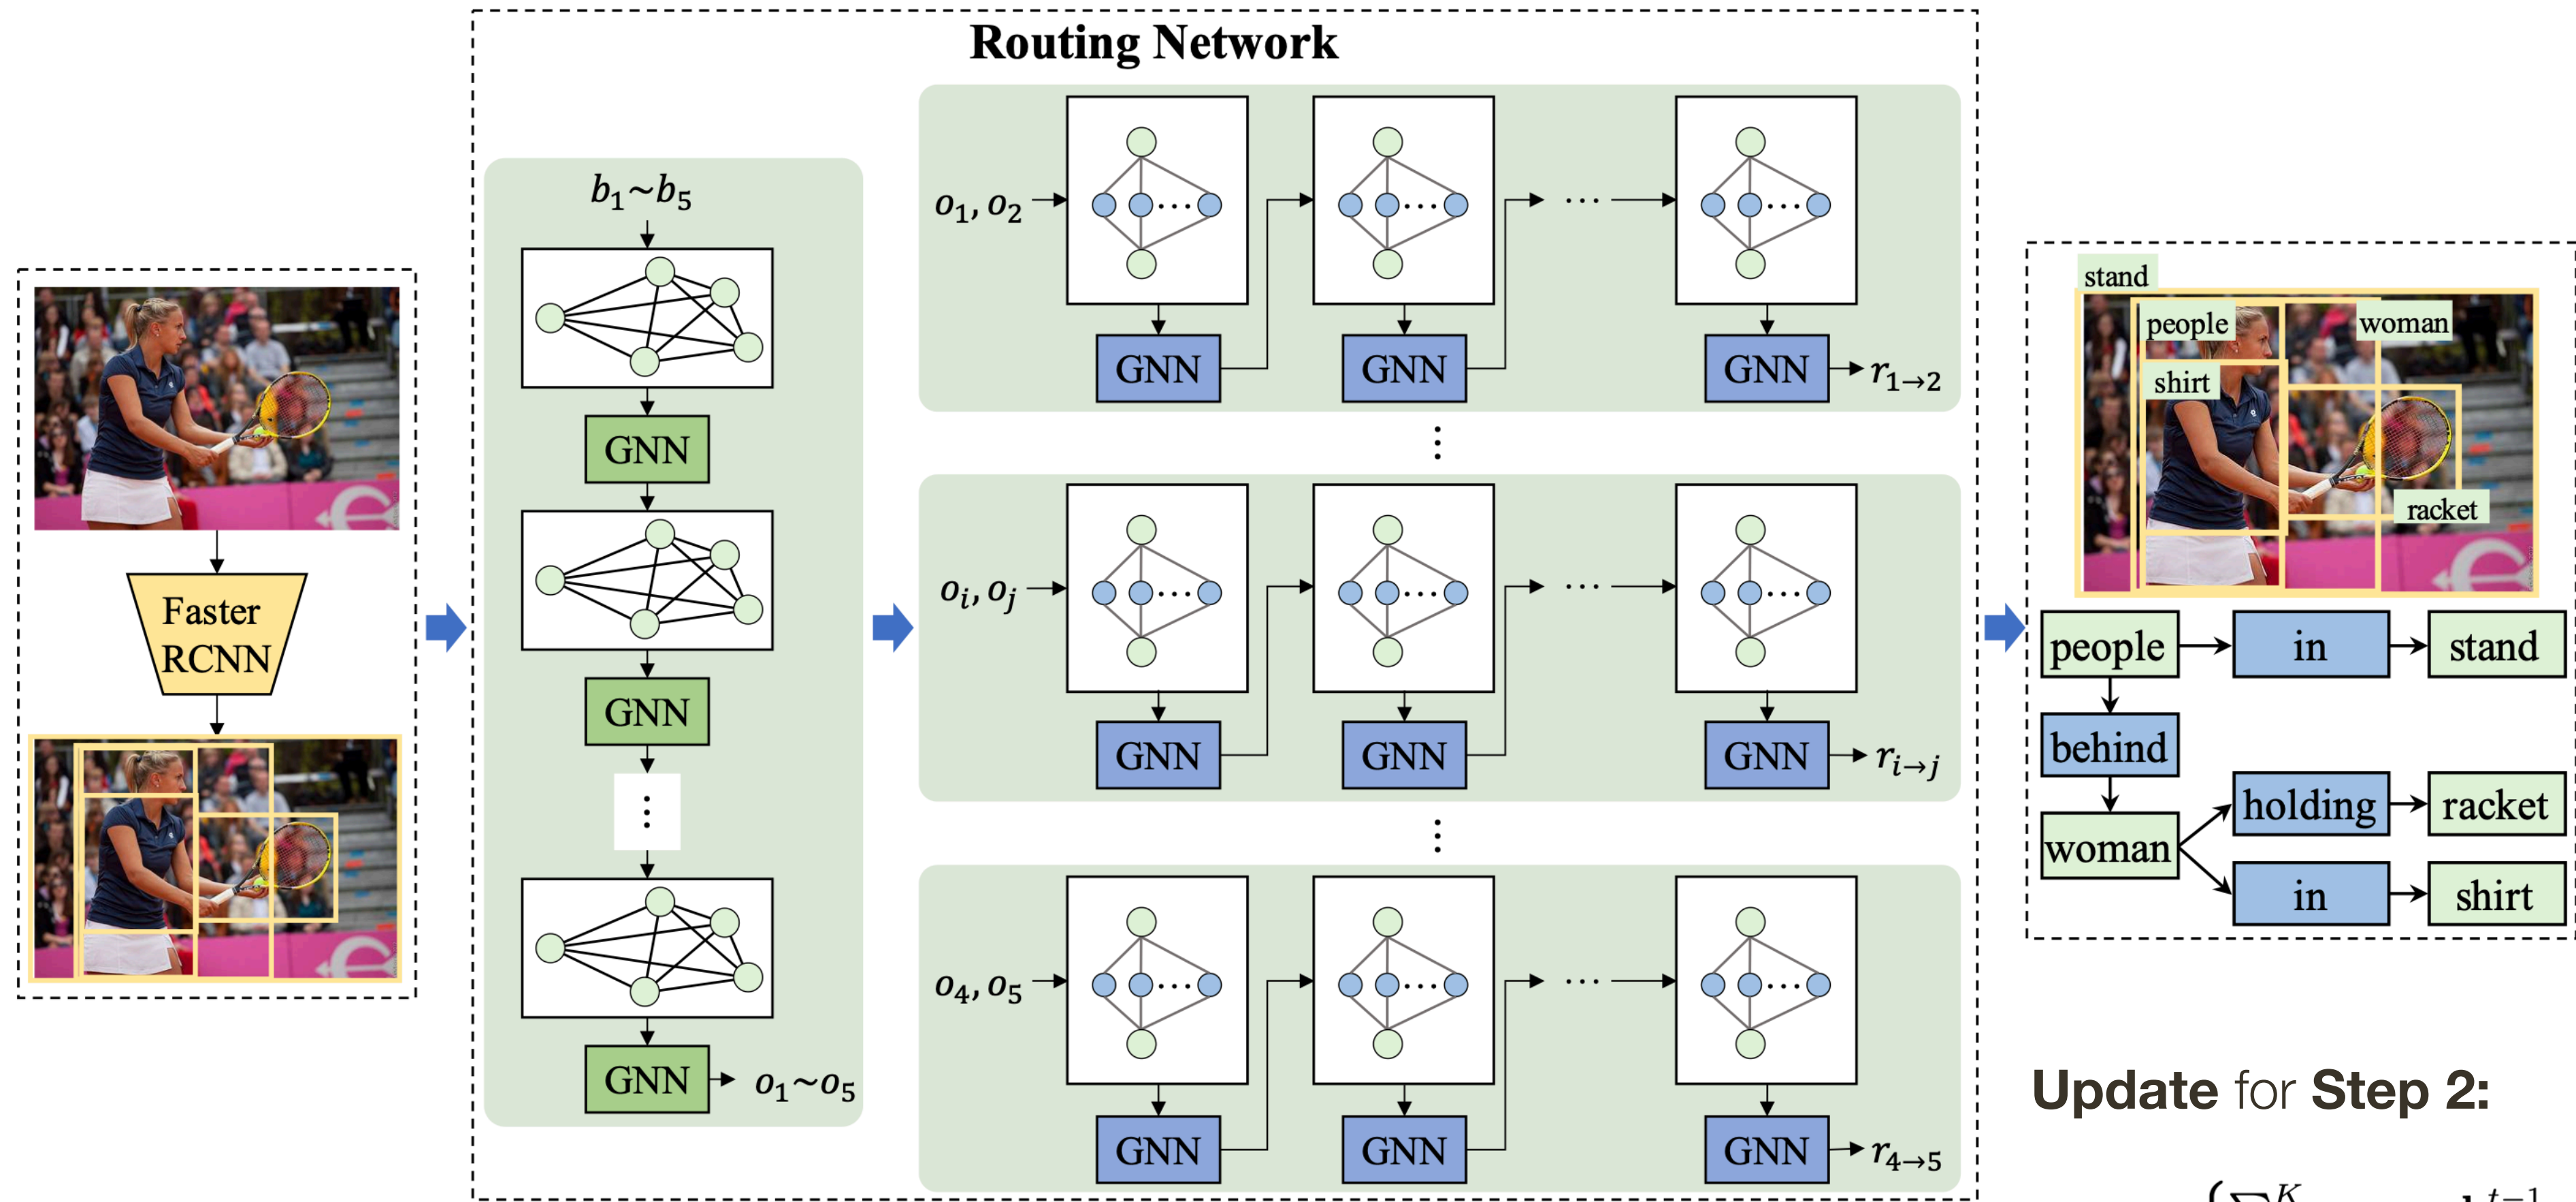 Routing Network
Faster
RCNN
b₁~b₅
GNN
GNN
⋮
GNN
o₁~o₅
o₁, o₂
⋯
⋯
⋯
⋯
GNN
GNN
GNN
r₁→₂
⋮
oᵢ, oⱼ
⋯
⋯
⋯
⋯
GNN
GNN
GNN
rᵢ→ⱼ
⋮
o₄, o₅
⋯
⋯
⋯
⋯
GNN
GNN
GNN
r₄→₅
stand
people
woman
shirt
racket
people
in
stand
behind
woman
holding
racket
in
shirt
Update for Step 2: